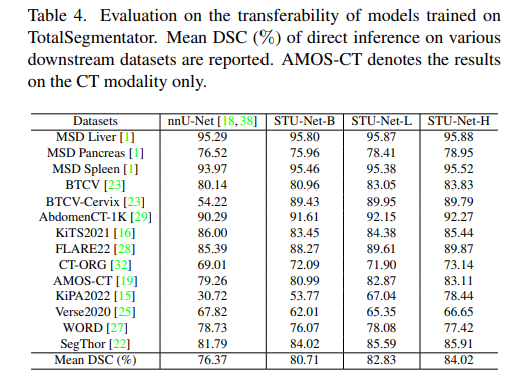 Table 4. Evaluation on the transferability of models trained on
TotalSegmentator. Mean DSC (%) of direct inference on various
downstream datasets are reported. AMOS-CT denotes the results
on the CT modality only.
Datasets nnU-Net [18,38] STU-Net-B STU-Net-L STU-Net-H
MSD Liver [1] 95.29 95.80 95.87 95.88
MSD Pancreas [1] 76.52 75.96 78.41 78.95
MSD Spleen [1] 93.97 95.46 95.38 95.52
BTCV [23] 80.14 80.96 83.05 83.83
BTCV-Cervix [23] 54.22 89.43 89.95 89.79
AbdomenCT-1K [29] 90.29 91.61 92.15 92.27
KiTS2021 [16] 86.00 83.45 84.38 85.44
FLARE22 [28] 85.39 88.27 89.61 89.87
CT-ORG [32] 69.01 72.09 71.90 73.14
AMOS-CT [19] 79.26 80.99 82.87 83.11
KiPA2022 [15] 30.72 53.77 67.04 78.44
Verse2020 [25] 67.82 62.01 65.35 66.65
WORD [27] 78.73 76.07 78.08 77.42
SegThor [22] 81.79 84.02 85.59 85.91
Mean DSC (%) 76.37 80.71 82.83 84.02